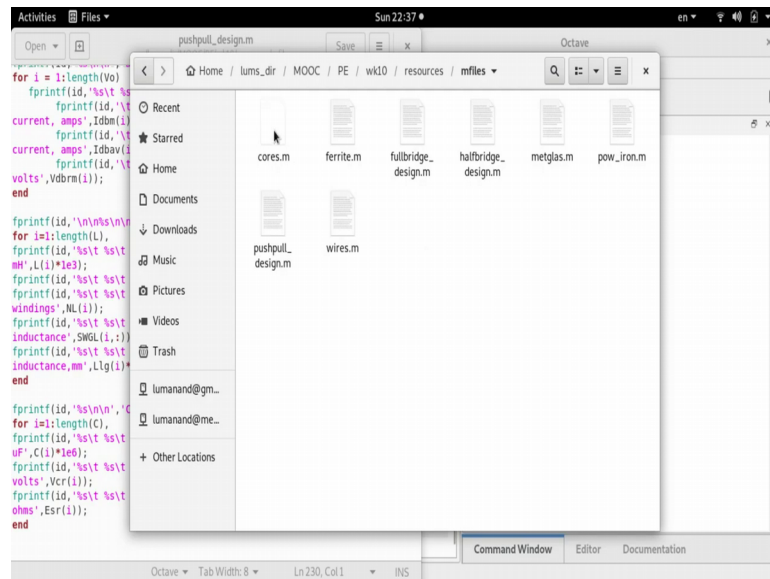 Activities Files Sun 22:37 en
Open pushpull_design.m Save Octave
Home / lums_dir / MOOC / PE / wk10 / resources / mfiles
for i = 1:length(Vo)
fprintf(id,'%s\t %s
fprintf(id,'\t
current, amps',Idbm(i)
fprintf(id,'\t
current, amps',Idbav(i
fprintf(id,'\t
volts',Vdbrm(i));
end
fprintf(id,'\n\n%s\n\n
for i=1:length(L),
fprintf(id,'%s\t %s\t
mH',L(i)*1e3);
fprintf(id,'%s\t %s\t
fprintf(id,'%s\t %s\t
windings',NL(i));
fprintf(id,'%s\t %s\t
inductance',SWGL(i,:))
fprintf(id,'%s\t %s\t
inductance,mm',Llg(i)*
end
fprintf(id,'%s\n\n','C
for i=1:length(C),
fprintf(id,'%s\t %s\t
uF',C(i)*1e6);
fprintf(id,'%s\t %s\t
volts',Vcr(i));
fprintf(id,'%s\t %s\t
ohms',Esr(i));
end
Recent
Starred
Home
Documents
Downloads
Music
Pictures
Videos
Trash
lumanand@gm...
lumanand@me...
+ Other Locations
cores.m
ferrite.m
fullbridge_
design.m
halfbridge_
design.m
metglas.m
pow_iron.m
pushpull_
design.m
wires.m
Command Window Editor Documentation
Octave Tab Width: 8 Ln 230, Col 1 INS